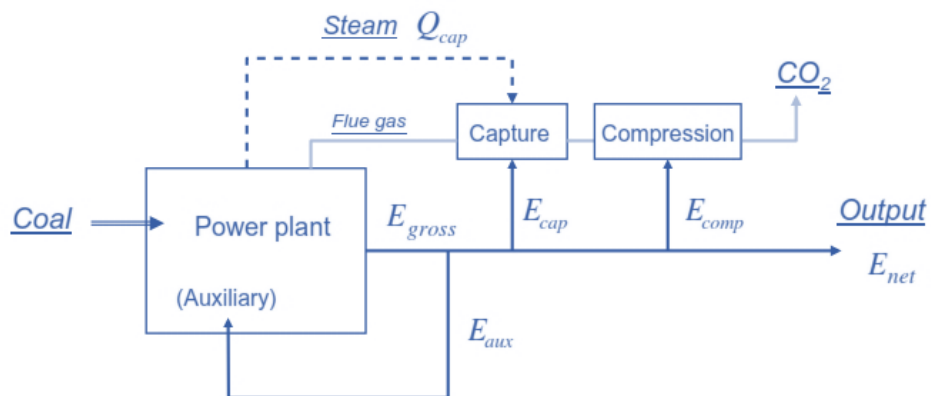 Steam Q_cap
CO₂
Flue gas
Capture
Compression
Coal
Power plant
E_gross
E_cap
E_comp
Output
E_net
(Auxiliary)
E_aux